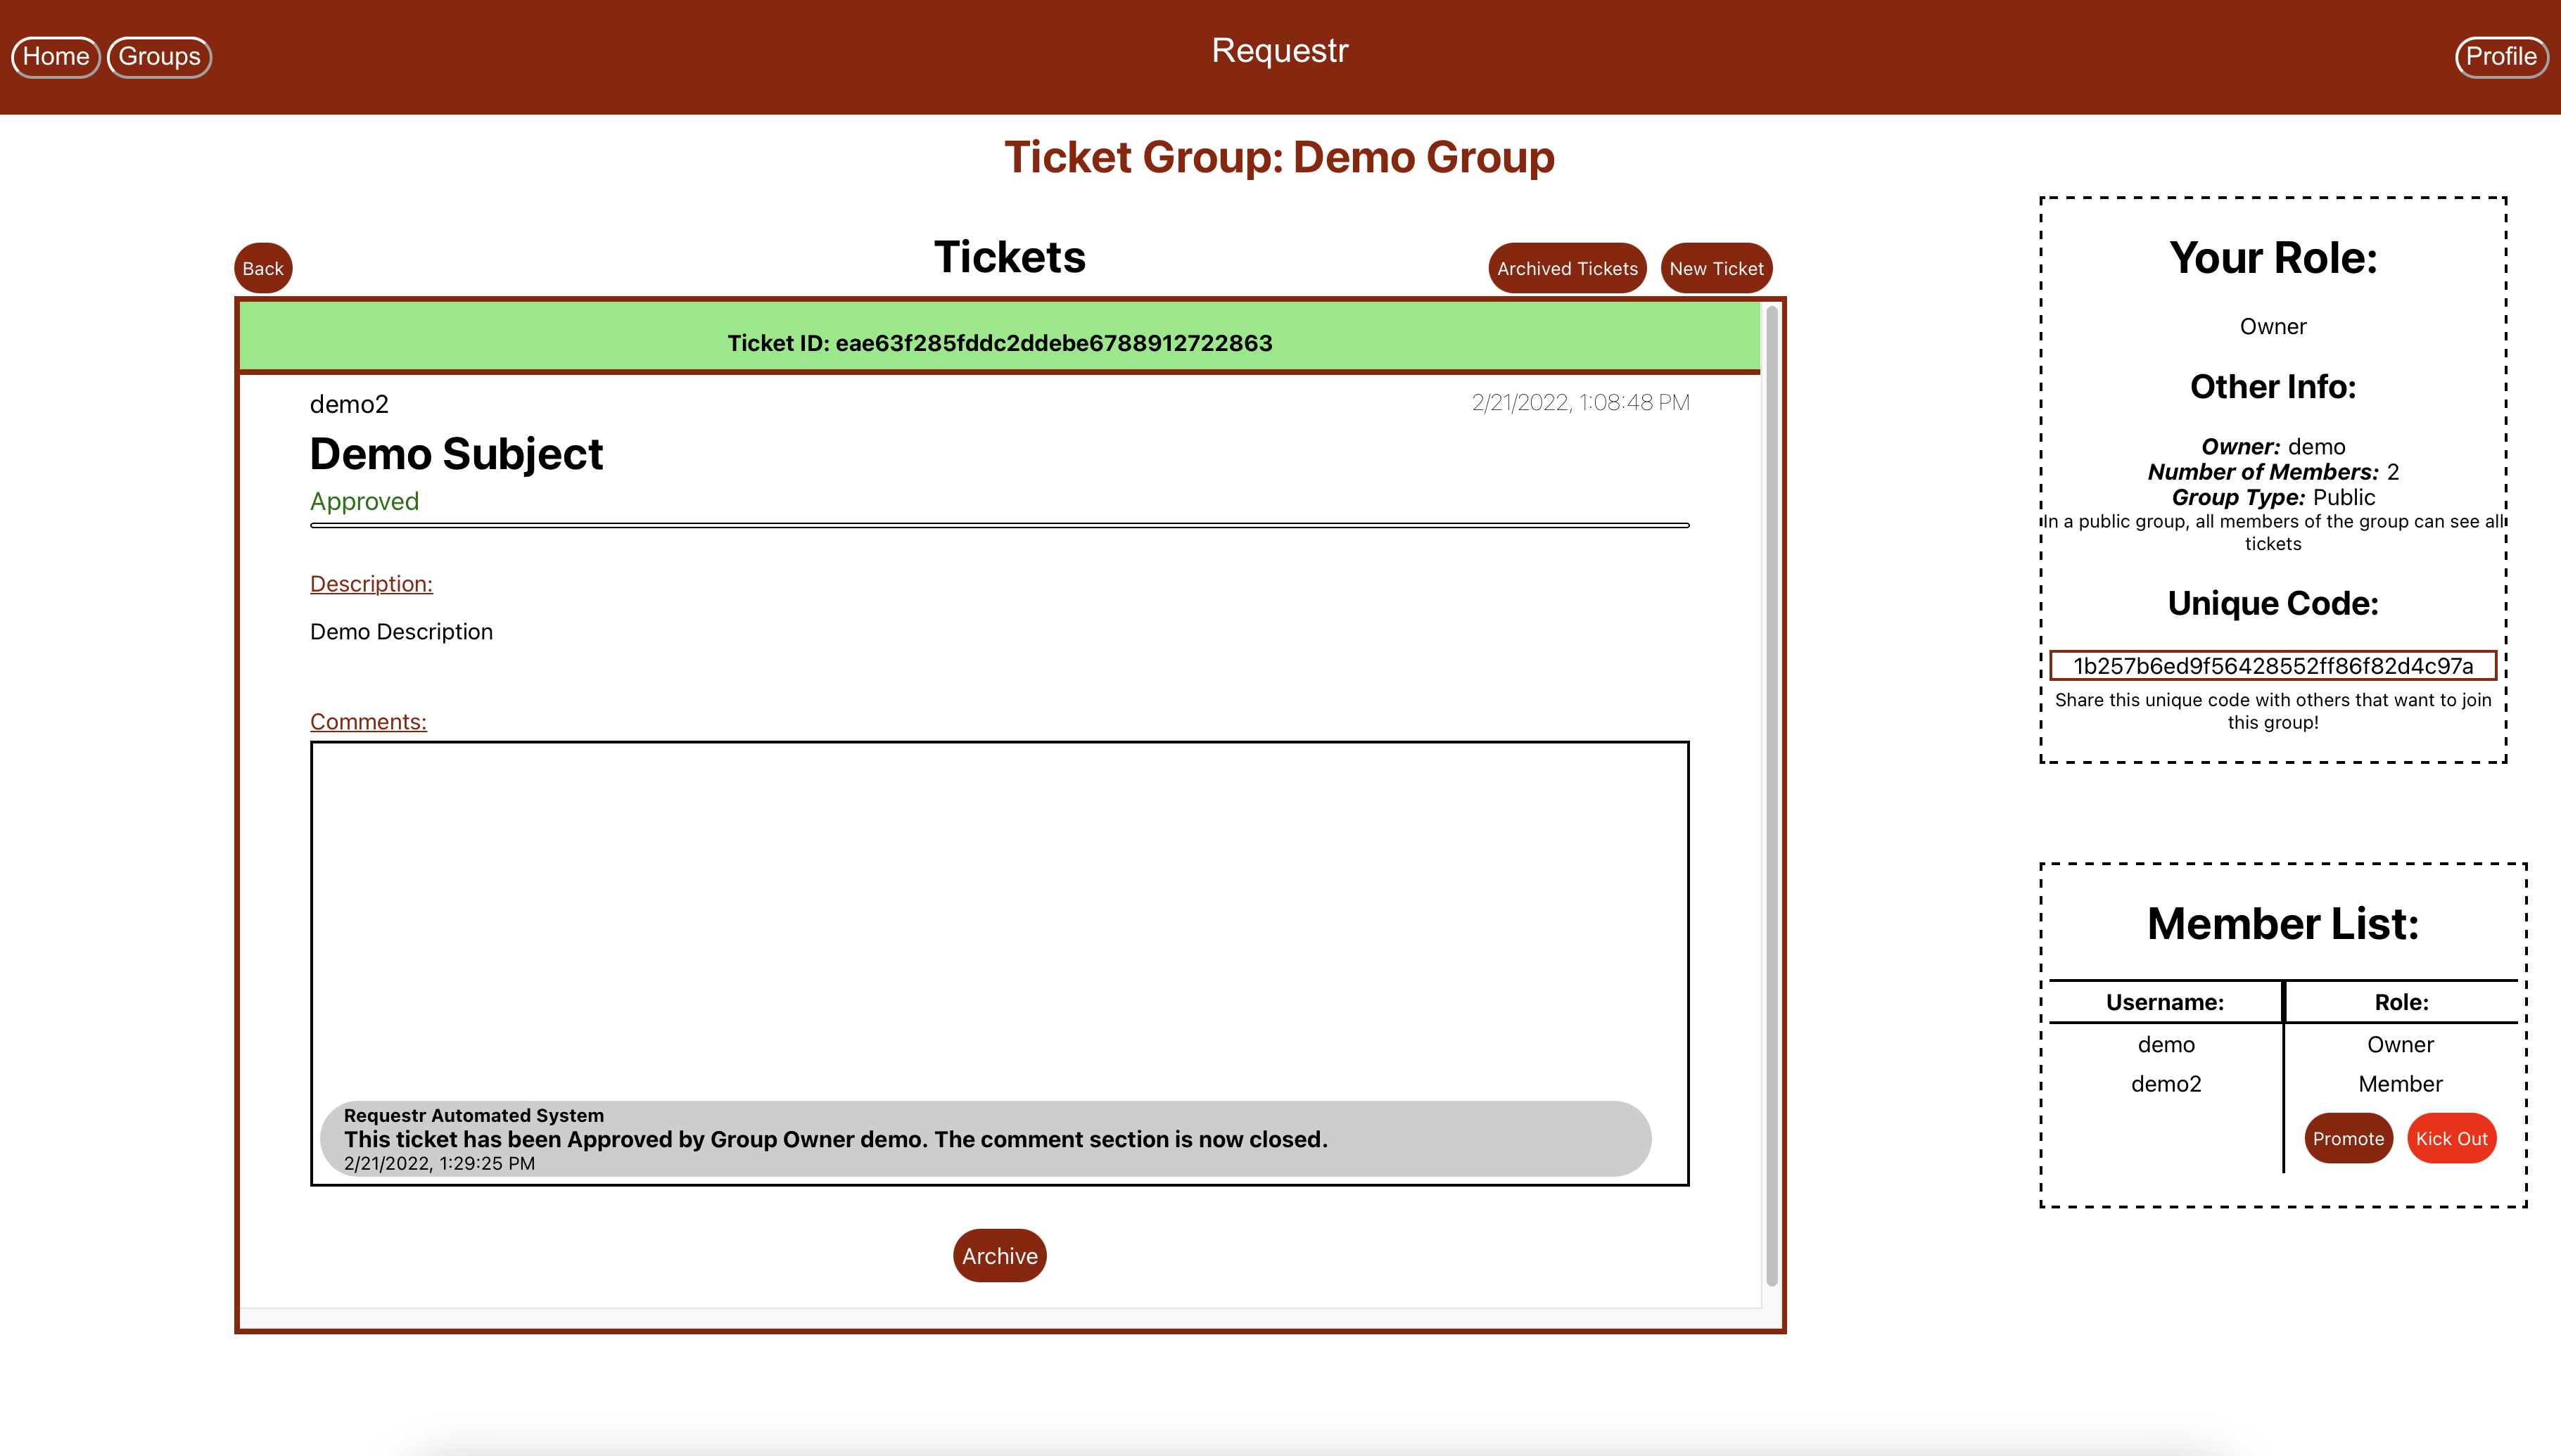 Home Groups Requestr Profile
Ticket Group: Demo Group
Back Tickets Archived Tickets New Ticket
Ticket ID: eae63f285fddc2ddebe6788912722863
demo2 2/21/2022, 1:08:48 PM
Demo Subject
Approved
Description:
Demo Description
Comments:
Requestr Automated System
This ticket has been Approved by Group Owner demo. The comment section is now closed.
2/21/2022, 1:29:25 PM
Archive
Your Role:
Owner
Other Info:
Owner: demo
Number of Members: 2
Group Type: Public
In a public group, all members of the group can see all
tickets
Unique Code:
1b257b6ed9f56428552ff86f82d4c97a
Share this unique code with others that want to join
this group!
Member List:
Username: Role:
demo Owner
demo2 Member
Promote Kick Out